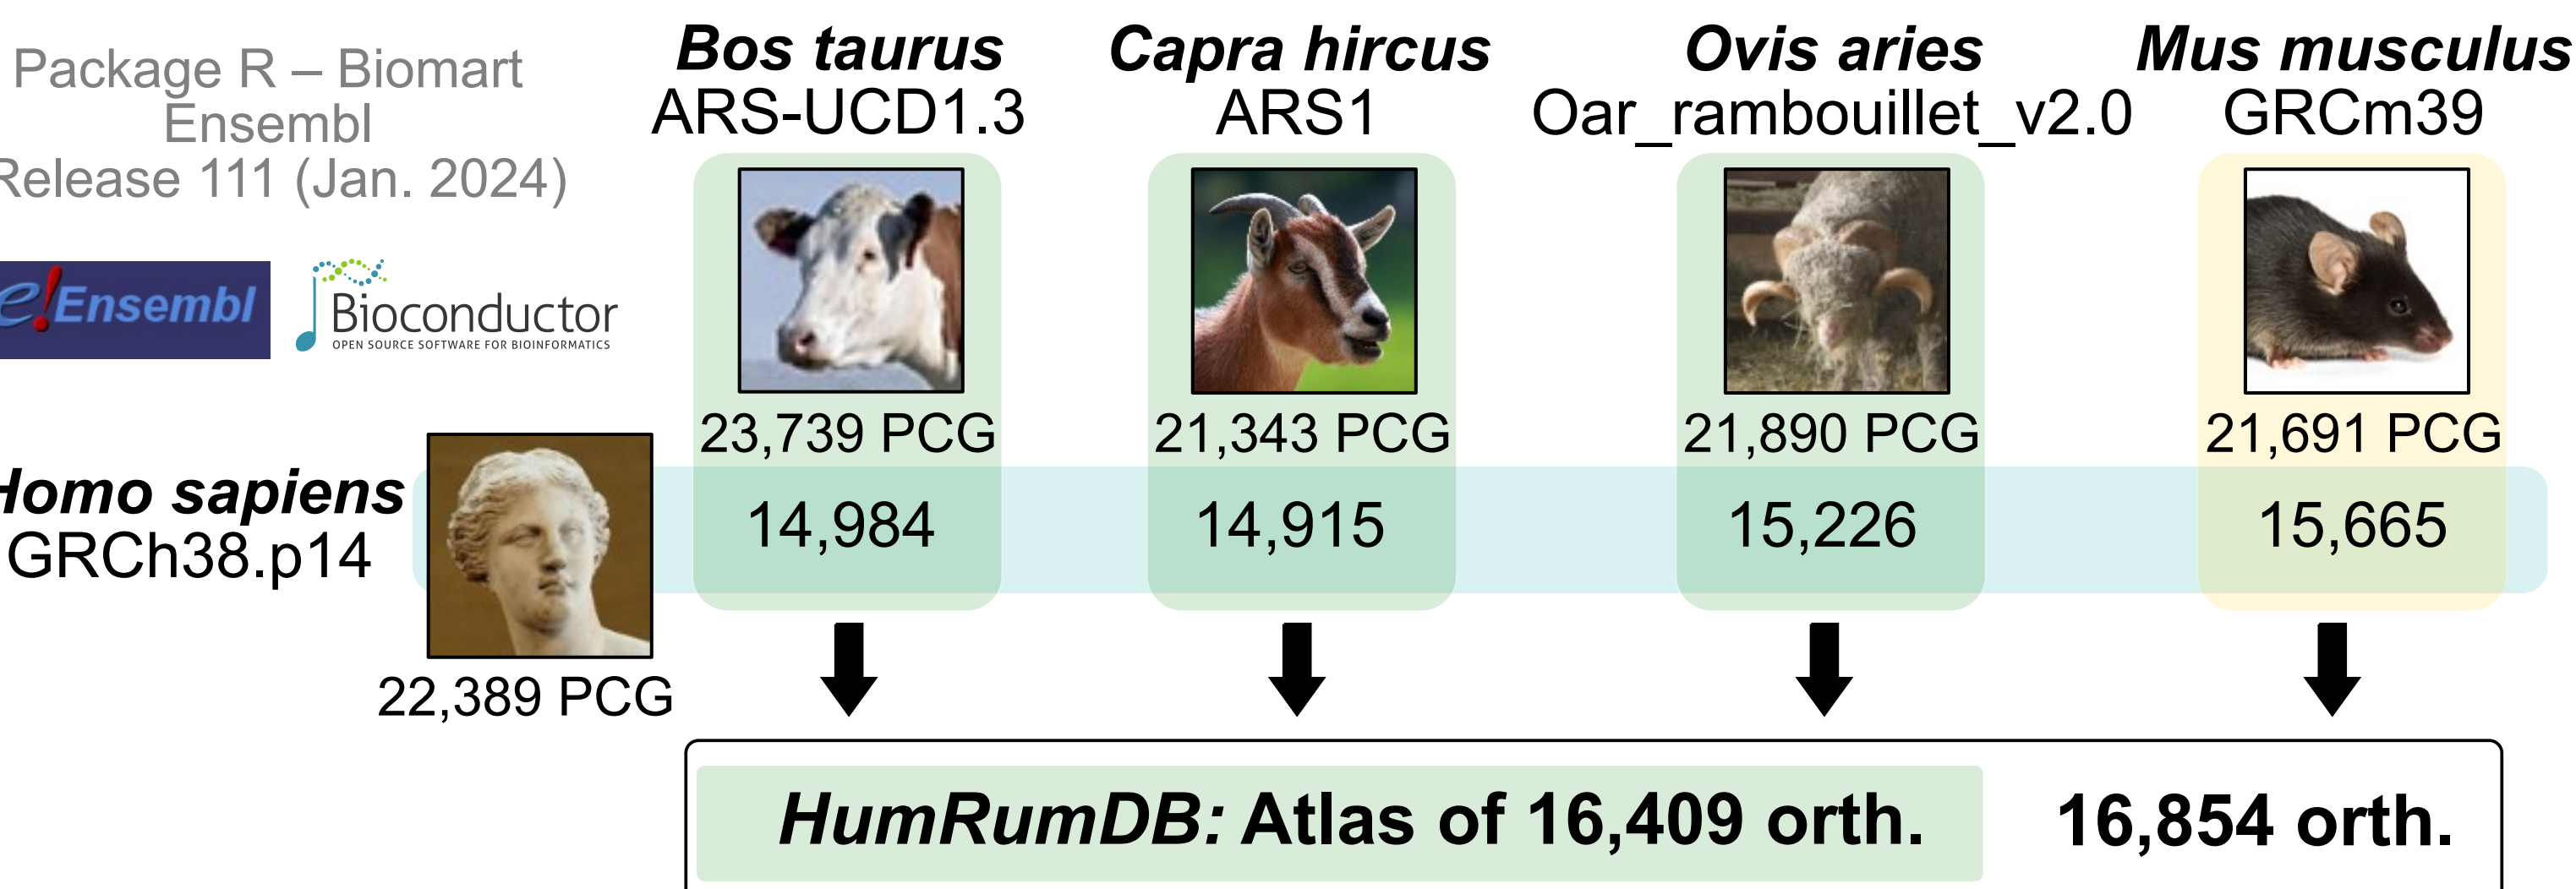 Package R – Biomart
Ensembl
Release 111 (Jan. 2024)
e!Ensembl
Bioconductor
OPEN SOURCE SOFTWARE FOR BIOINFORMATICS
Bos taurus
ARS-UCD1.3
Capra hircus
ARS1
Ovis aries
Oar_rambouillet_v2.0
Mus musculus
GRCm39
23,739 PCG
21,343 PCG
21,890 PCG
21,691 PCG
Homo sapiens
GRCh38.p14
14,984
14,915
15,226
15,665
22,389 PCG
HumRumDB: Atlas of 16,409 orth.
16,854 orth.